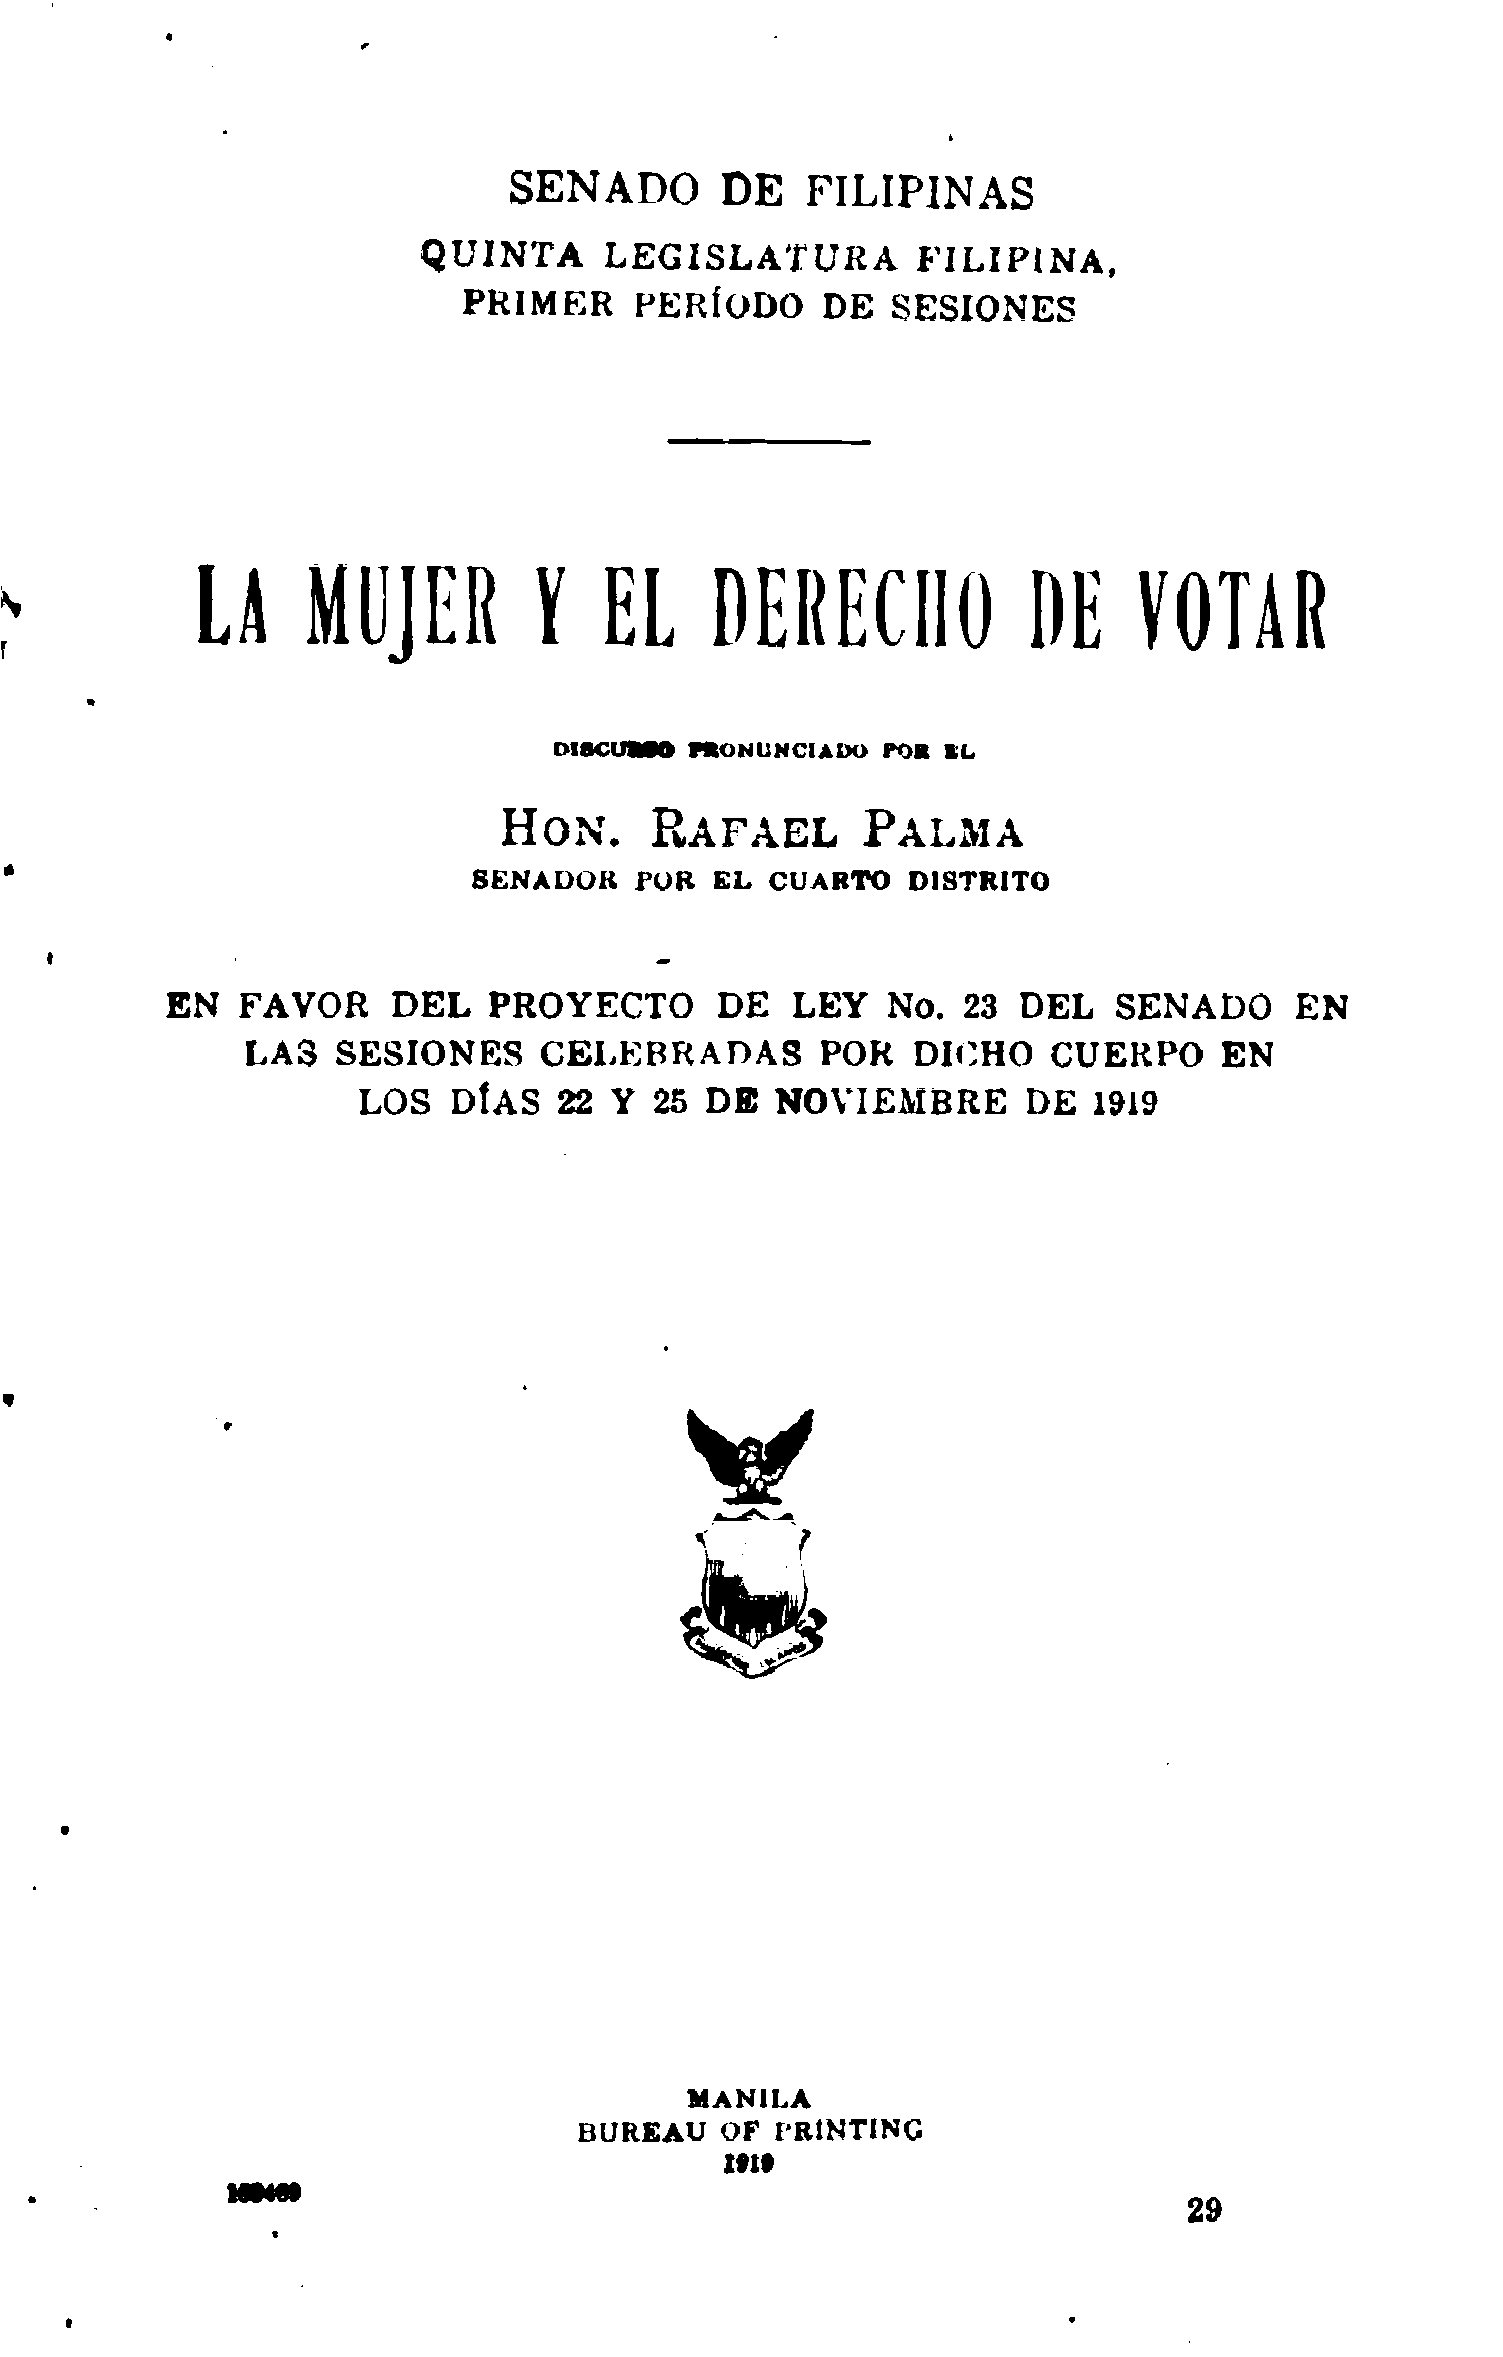 SENADO DE FILIPINAS
QUINTA LEGISLATURA FILIPINA,
PRIMER PERÍODO DE SESIONES
LA MUJER Y EL DERECHO DE VOTAR
DISCURSO PRONUNCIADO POR EL
HON. RAFAEL PALMA
SENADOR POR EL CUARTO DISTRITO
EN FAVOR DEL PROYECTO DE LEY No. 23 DEL SENADO EN
LAS SESIONES CELEBRADAS POR DICHO CUERPO EN
LOS DÍAS 22 Y 25 DE NOVIEMBRE DE 1919
MANILA
BUREAU OF PRINTING
1919
29